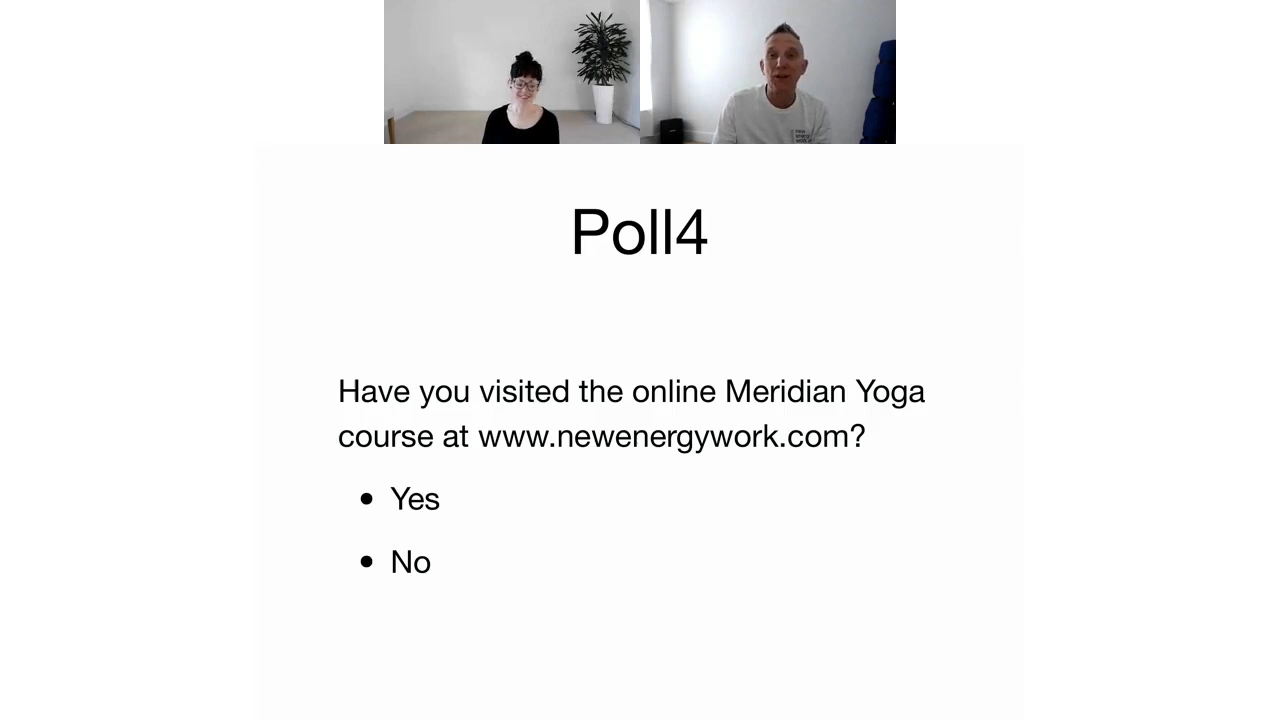 Poll4
Have you visited the online Meridian Yoga
course at www.newenergywork.com?
• Yes
• No